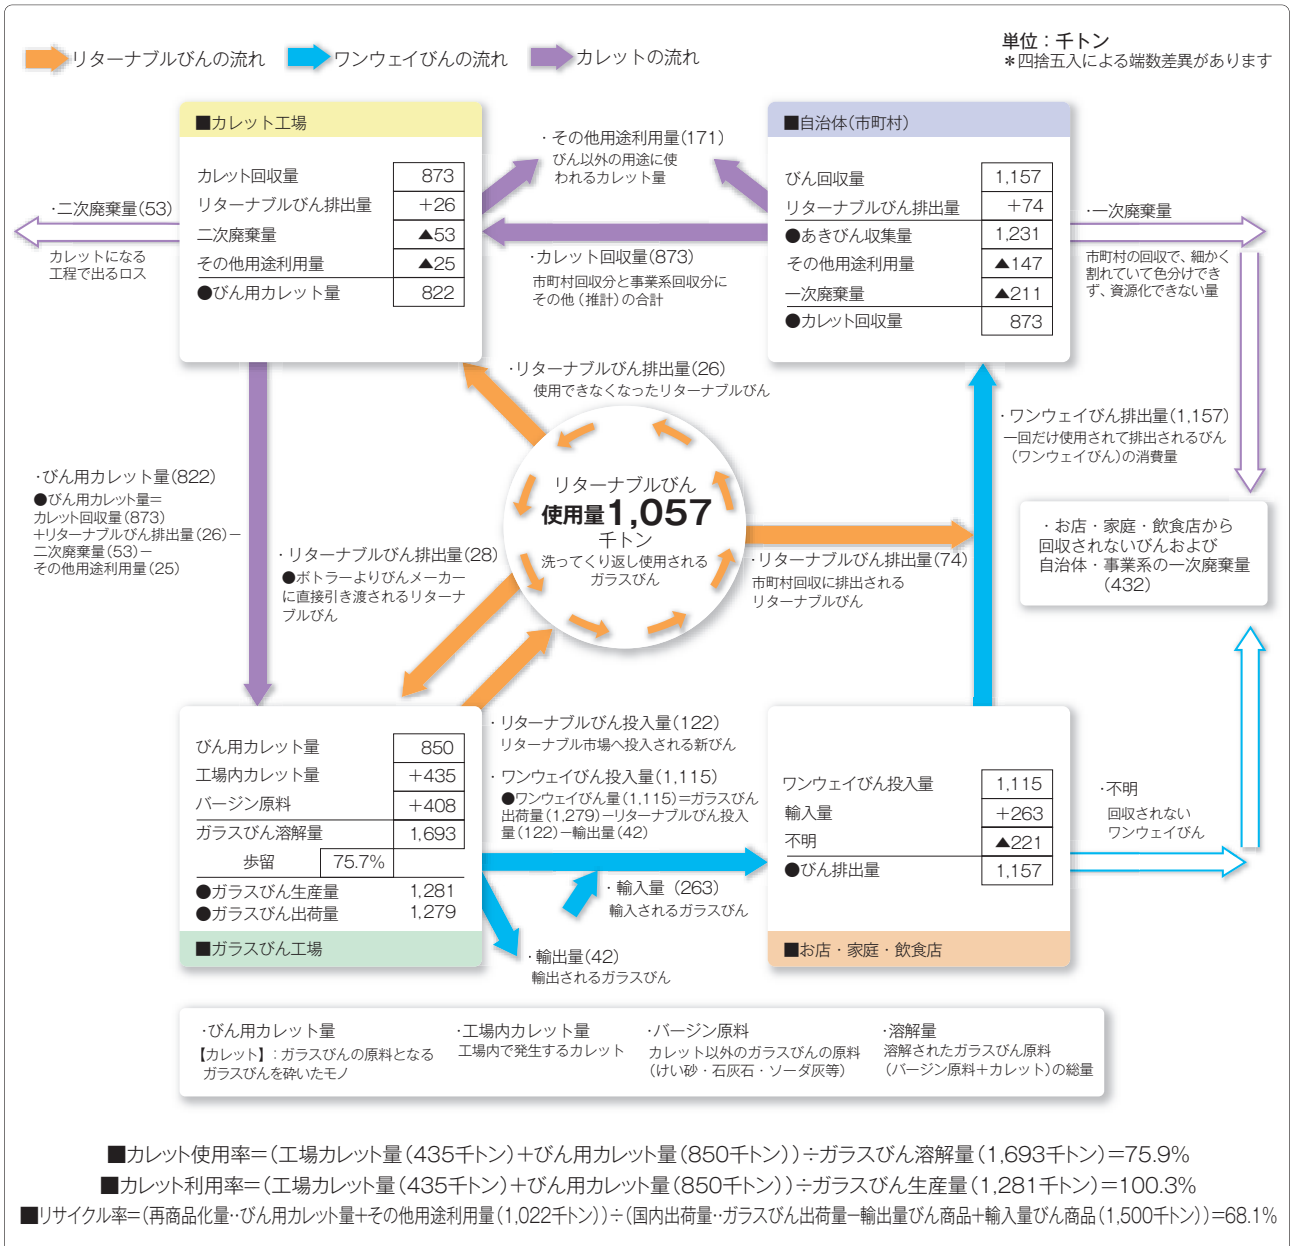 リターナブルびんの流れ
ワンウェイびんの流れ
カレットの流れ
単位：千トン
＊四捨五入による端数差異があります
■カレット工場
カレット回収量 873
リターナブルびん排出量 ＋26
二次廃棄量 ▲53
その他用途利用量 ▲25
●びん用カレット量 822
・その他用途利用量(171)
びん以外の用途に使
われるカレット量
■自治体(市町村)
びん回収量 1,157
リターナブルびん排出量 ＋74
●あきびん収集量 1,231
その他用途利用量 ▲147
一次廃棄量 ▲211
●カレット回収量 873
・二次廃棄量(53)
カレットになる
工程で出るロス
・カレット回収量(873)
市町村回収分と事業系回収分に
その他（推計）の合計
・一次廃棄量
市町村の回収で、細かく
割れていて色分けでき
ず、資源化できない量
・リターナブルびん排出量(26)
使用できなくなったリターナブルびん
・ワンウェイびん排出量(1,157)
一回だけ使用されて排出されるびん
（ワンウェイびん）の消費量
・びん用カレット量(822)
●びん用カレット量＝
カレット回収量(873)
＋リターナブルびん排出量(26)－
二次廃棄量(53)－
その他用途利用量(25)
リターナブルびん
使用量1,057
千トン
洗ってくり返し使用される
ガラスびん
・お店・家庭・飲食店から
回収されないびんおよび
自治体・事業系の一次廃棄量
(432)
・リターナブルびん排出量(28)
●ボトラーよりびんメーカー
に直接引き渡されるリターナ
ブルびん
・リターナブルびん排出量(74)
市町村回収に排出される
リターナブルびん
びん用カレット量 850
工場内カレット量 ＋435
バージン原料 ＋408
ガラスびん溶解量 1,693
歩留 75.7%
●ガラスびん生産量 1,281
●ガラスびん出荷量 1,279
■ガラスびん工場
・リターナブルびん投入量(122)
リターナブル市場へ投入される新びん
・ワンウェイびん投入量(1,115)
●ワンウェイびん量(1,115)＝ガラスびん
出荷量(1,279)－リターナブルびん投入
量(122)－輸出量(42)
・輸入量（263)
輸入されるガラスびん
・輸出量(42)
輸出されるガラスびん
ワンウェイびん投入量 1,115
輸入量 ＋263
不明 ▲221
●びん排出量 1,157
■お店・家庭・飲食店
・不明
回収されない
ワンウェイびん
・びん用カレット量
【カレット】：ガラスびんの原料となる
ガラスびんを砕いたモノ
・工場内カレット量
工場内で発生するカレット
・バージン原料
カレット以外のガラスびんの原料
（けい砂・石灰石・ソーダ灰等）
・溶解量
溶解されたガラスびん原料
（バージン原料＋カレット）の総量
■カレット使用率＝(工場カレット量(435千トン)＋びん用カレット量(850千トン))÷ガラスびん溶解量(1,693千トン)＝75.9%
■カレット利用率＝(工場カレット量(435千トン)＋びん用カレット量(850千トン))÷ガラスびん生産量(1,281千トン)＝100.3%
■リサイクル率＝(再商品化量‥びん用カレット量＋その他用途利用量(1,022千トン))÷(国内出荷量‥ガラスびん出荷量－輸出量びん商品＋輸入量びん商品(1,500千トン))＝68.1%